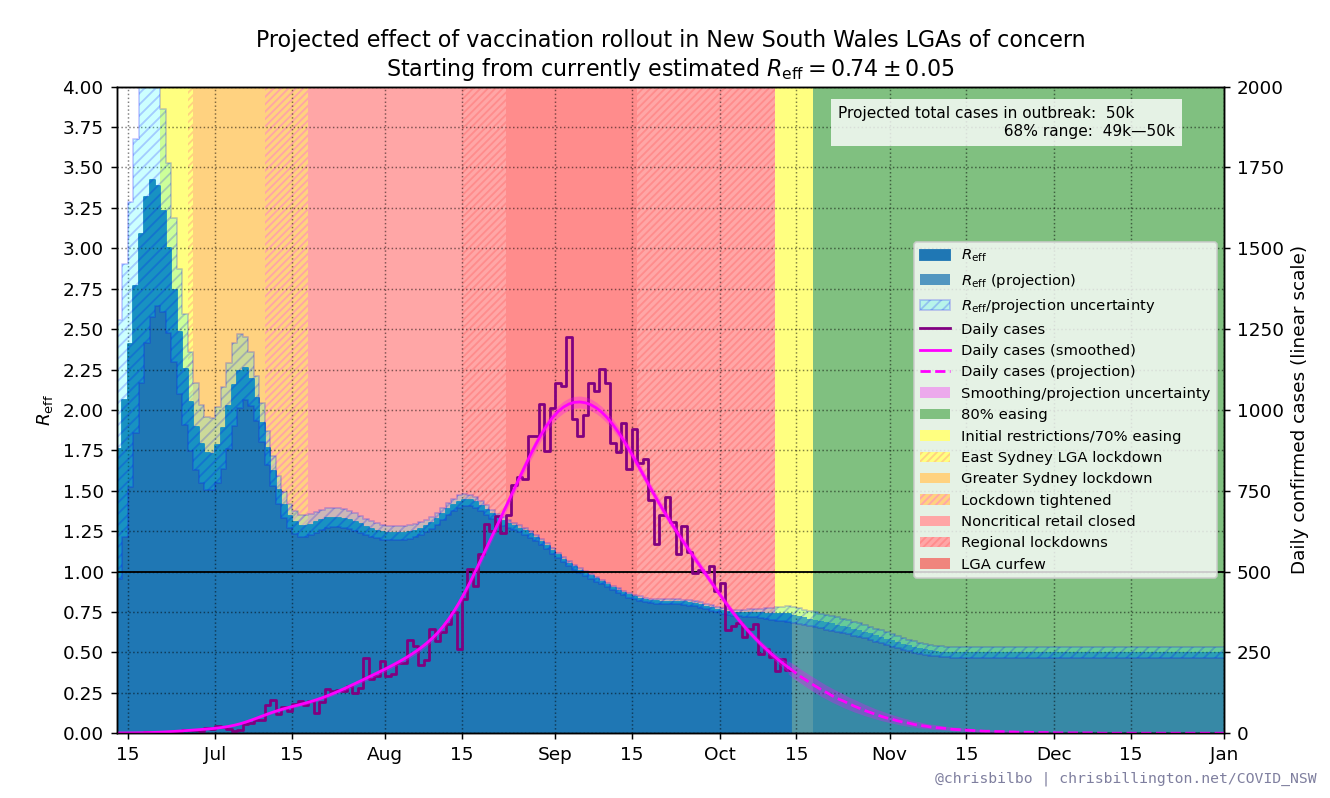 Projected effect of vaccination rollout in New South Wales LGAs of concern
Starting from currently estimated Reff = 0.74 ± 0.05
Projected total cases in outbreak: 50k
68% range: 49k—50k
4.00
3.75
3.50
3.25
3.00
2.75
2.50
2.25
2.00
1.75
1.50
1.25
1.00
0.75
0.50
0.25
0.00
Reff
2000
1750
1500
1250
1000
750
500
250
0
Daily confirmed cases (linear scale)
Reff
Reff (projection)
Reff/projection uncertainty
Daily cases
Daily cases (smoothed)
Daily cases (projection)
Smoothing/projection uncertainty
80% easing
Initial restrictions/70% easing
East Sydney LGA lockdown
Greater Sydney lockdown
Lockdown tightened
Noncritical retail closed
Regional lockdowns
LGA curfew
15 Jul 15 Aug 15 Sep 15 Oct 15 Nov 15 Dec 15 Jan
@chrisbilbo | chrisbillington.net/COVID_NSW